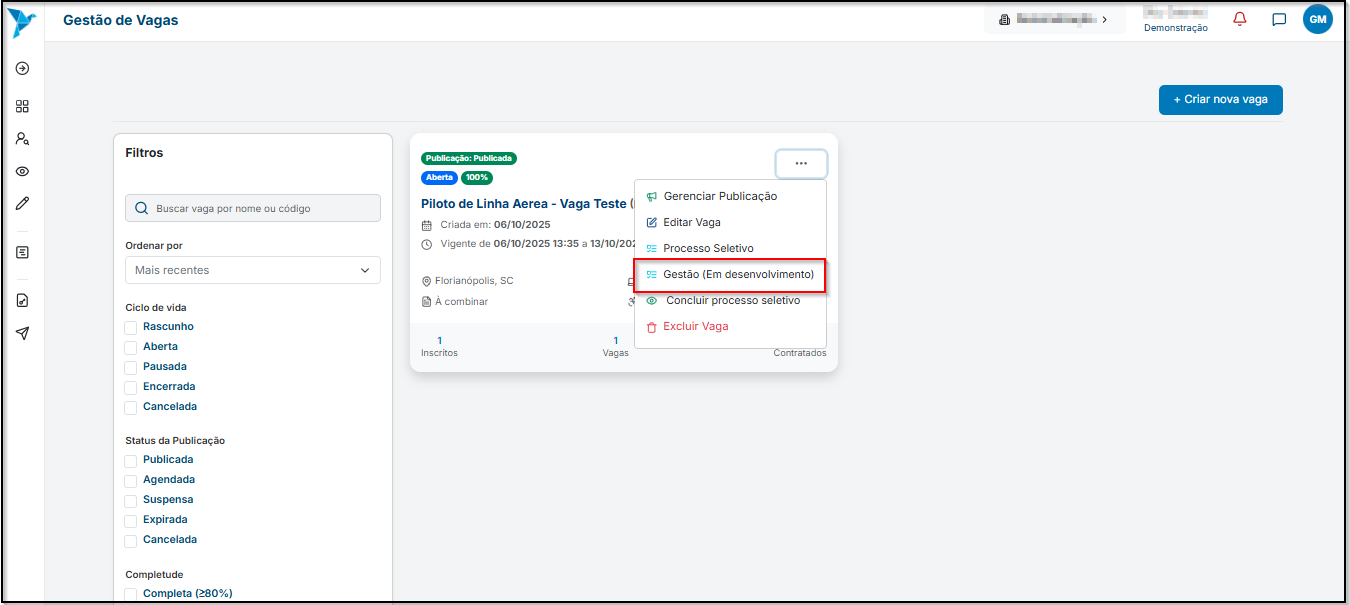 Gestão de Vagas
Demonstração
GM
+ Criar nova vaga
Filtros
Buscar vaga por nome ou código
Ordenar por
Mais recentes
Ciclo de vida
Rascunho
Aberta
Pausada
Encerrada
Cancelada
Status da Publicação
Publicada
Agendada
Suspensa
Expirada
Cancelada
Completude
Completa (≥80%)
Publicação: Publicada
Aberta 100%
Piloto de Linha Aerea - Vaga Teste (
Criada em: 06/10/2025
Vigente de 06/10/2025 13:35 a 13/10/202
Florianópolis, SC
À combinar
1
Inscritos
1
Vagas
Contratados
...
Gerenciar Publicação
Editar Vaga
Processo Seletivo
Gestão (Em desenvolvimento)
Concluir processo seletivo
Excluir Vaga